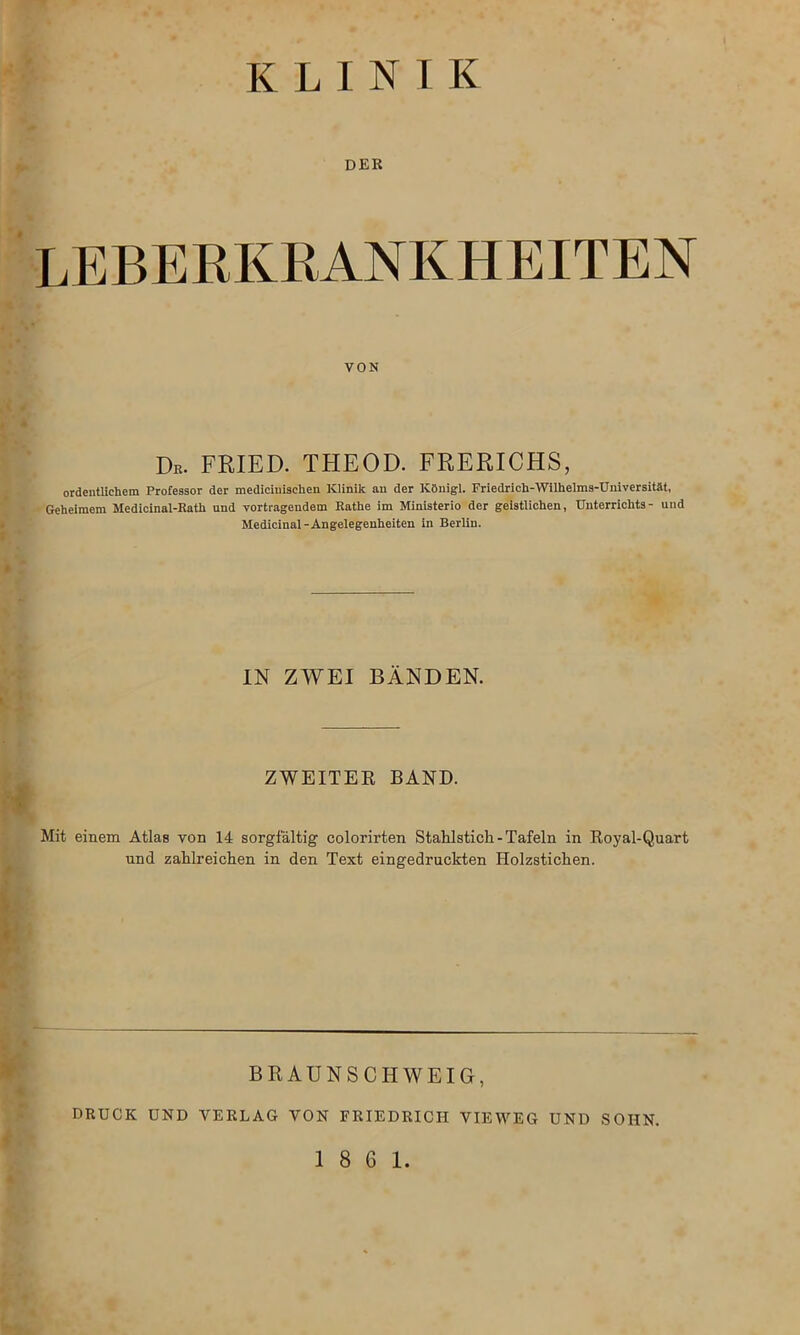 KLINIK
DER
LEBERKRANKHEITEN
VON
DR. FRIED. THEOD. FRERICHS,
ordentlichem Professor der medicinischen Klinik an der Königl. Friedrich-Wilhelms-Universität,
Geheimem Medicinal-Rath und vortragendem Rathe im Ministerio der geistlichen, Unterrichts- und
Medicinal-Angelegenheiten in Berlin.
IN ZWEI BÄNDEN.
ZWEITER BAND.
Mit einem Atlas von 14 sorgfältig colorirten Stahlstich-Tafeln in Royal-Quart
und zahlreichen in den Text eingedruckten Holzstichen.
BRAUNSCHWEIG,
DRUCK UND VERLAG VON FRIEDRICH VIEWEG UND SOHN.
1861.